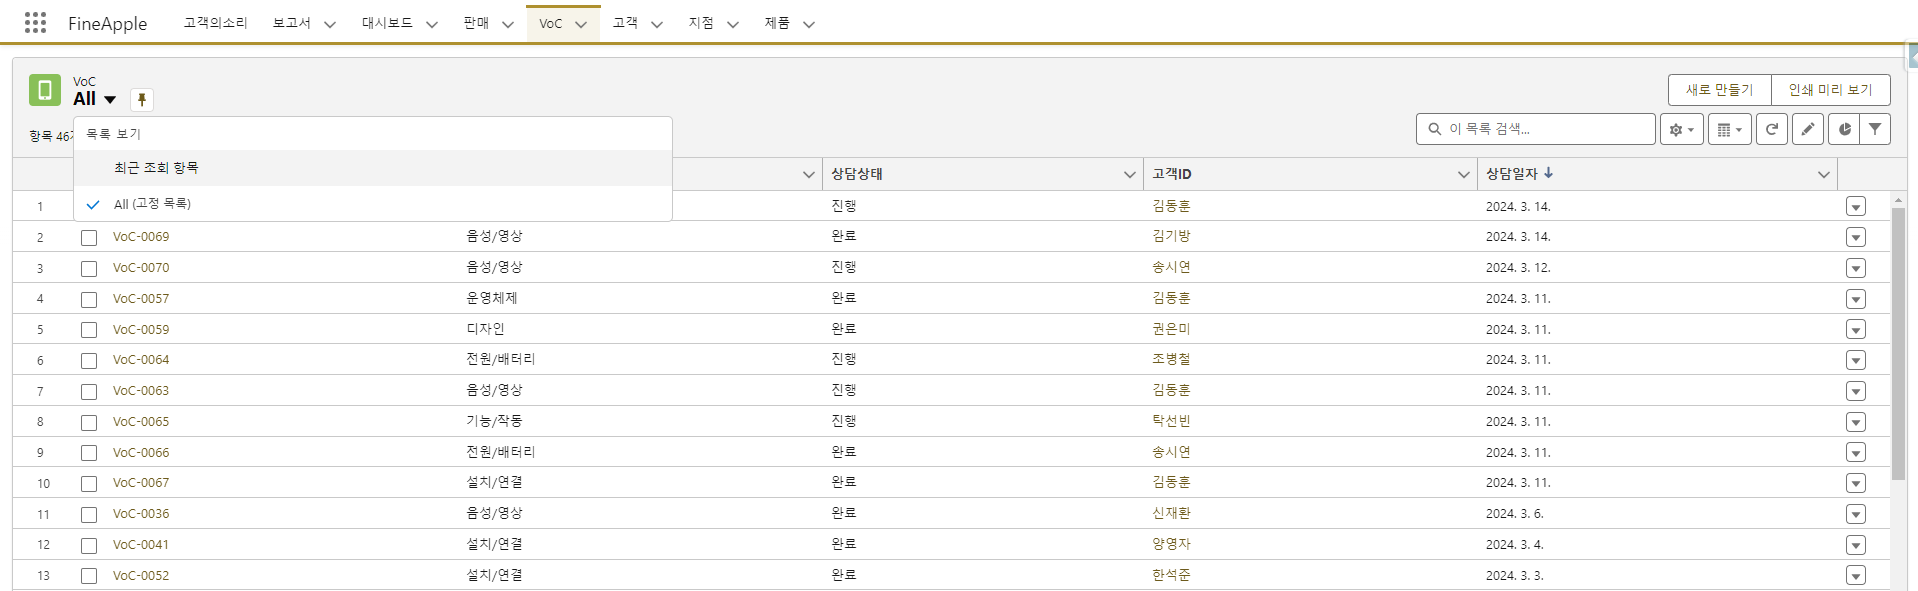 FineApple 고객의소리 보고서 대시보드 판매 VoC 고객 지점 제품
VoC
All
새로 만들기 인쇄 미리 보기
항목 46
이 목록 검색...
목록 보기
최근 조회 항목
All (고정 목록)
상담상태 고객ID 상담일자
1 진행 김동훈 2024. 3. 14.
2 VoC-0069 음성/영상 완료 김기방 2024. 3. 14.
3 VoC-0070 음성/영상 진행 송시연 2024. 3. 12.
4 VoC-0057 운영체제 완료 김동훈 2024. 3. 11.
5 VoC-0059 디자인 완료 권은미 2024. 3. 11.
6 VoC-0064 전원/배터리 진행 조병철 2024. 3. 11.
7 VoC-0063 음성/영상 진행 김동훈 2024. 3. 11.
8 VoC-0065 기능/작동 진행 탁선빈 2024. 3. 11.
9 VoC-0066 전원/배터리 완료 송시연 2024. 3. 11.
10 VoC-0067 설치/연결 완료 김동훈 2024. 3. 11.
11 VoC-0036 음성/영상 완료 신재환 2024. 3. 6.
12 VoC-0041 설치/연결 완료 양영자 2024. 3. 4.
13 VoC-0052 설치/연결 완료 한석준 2024. 3. 3.